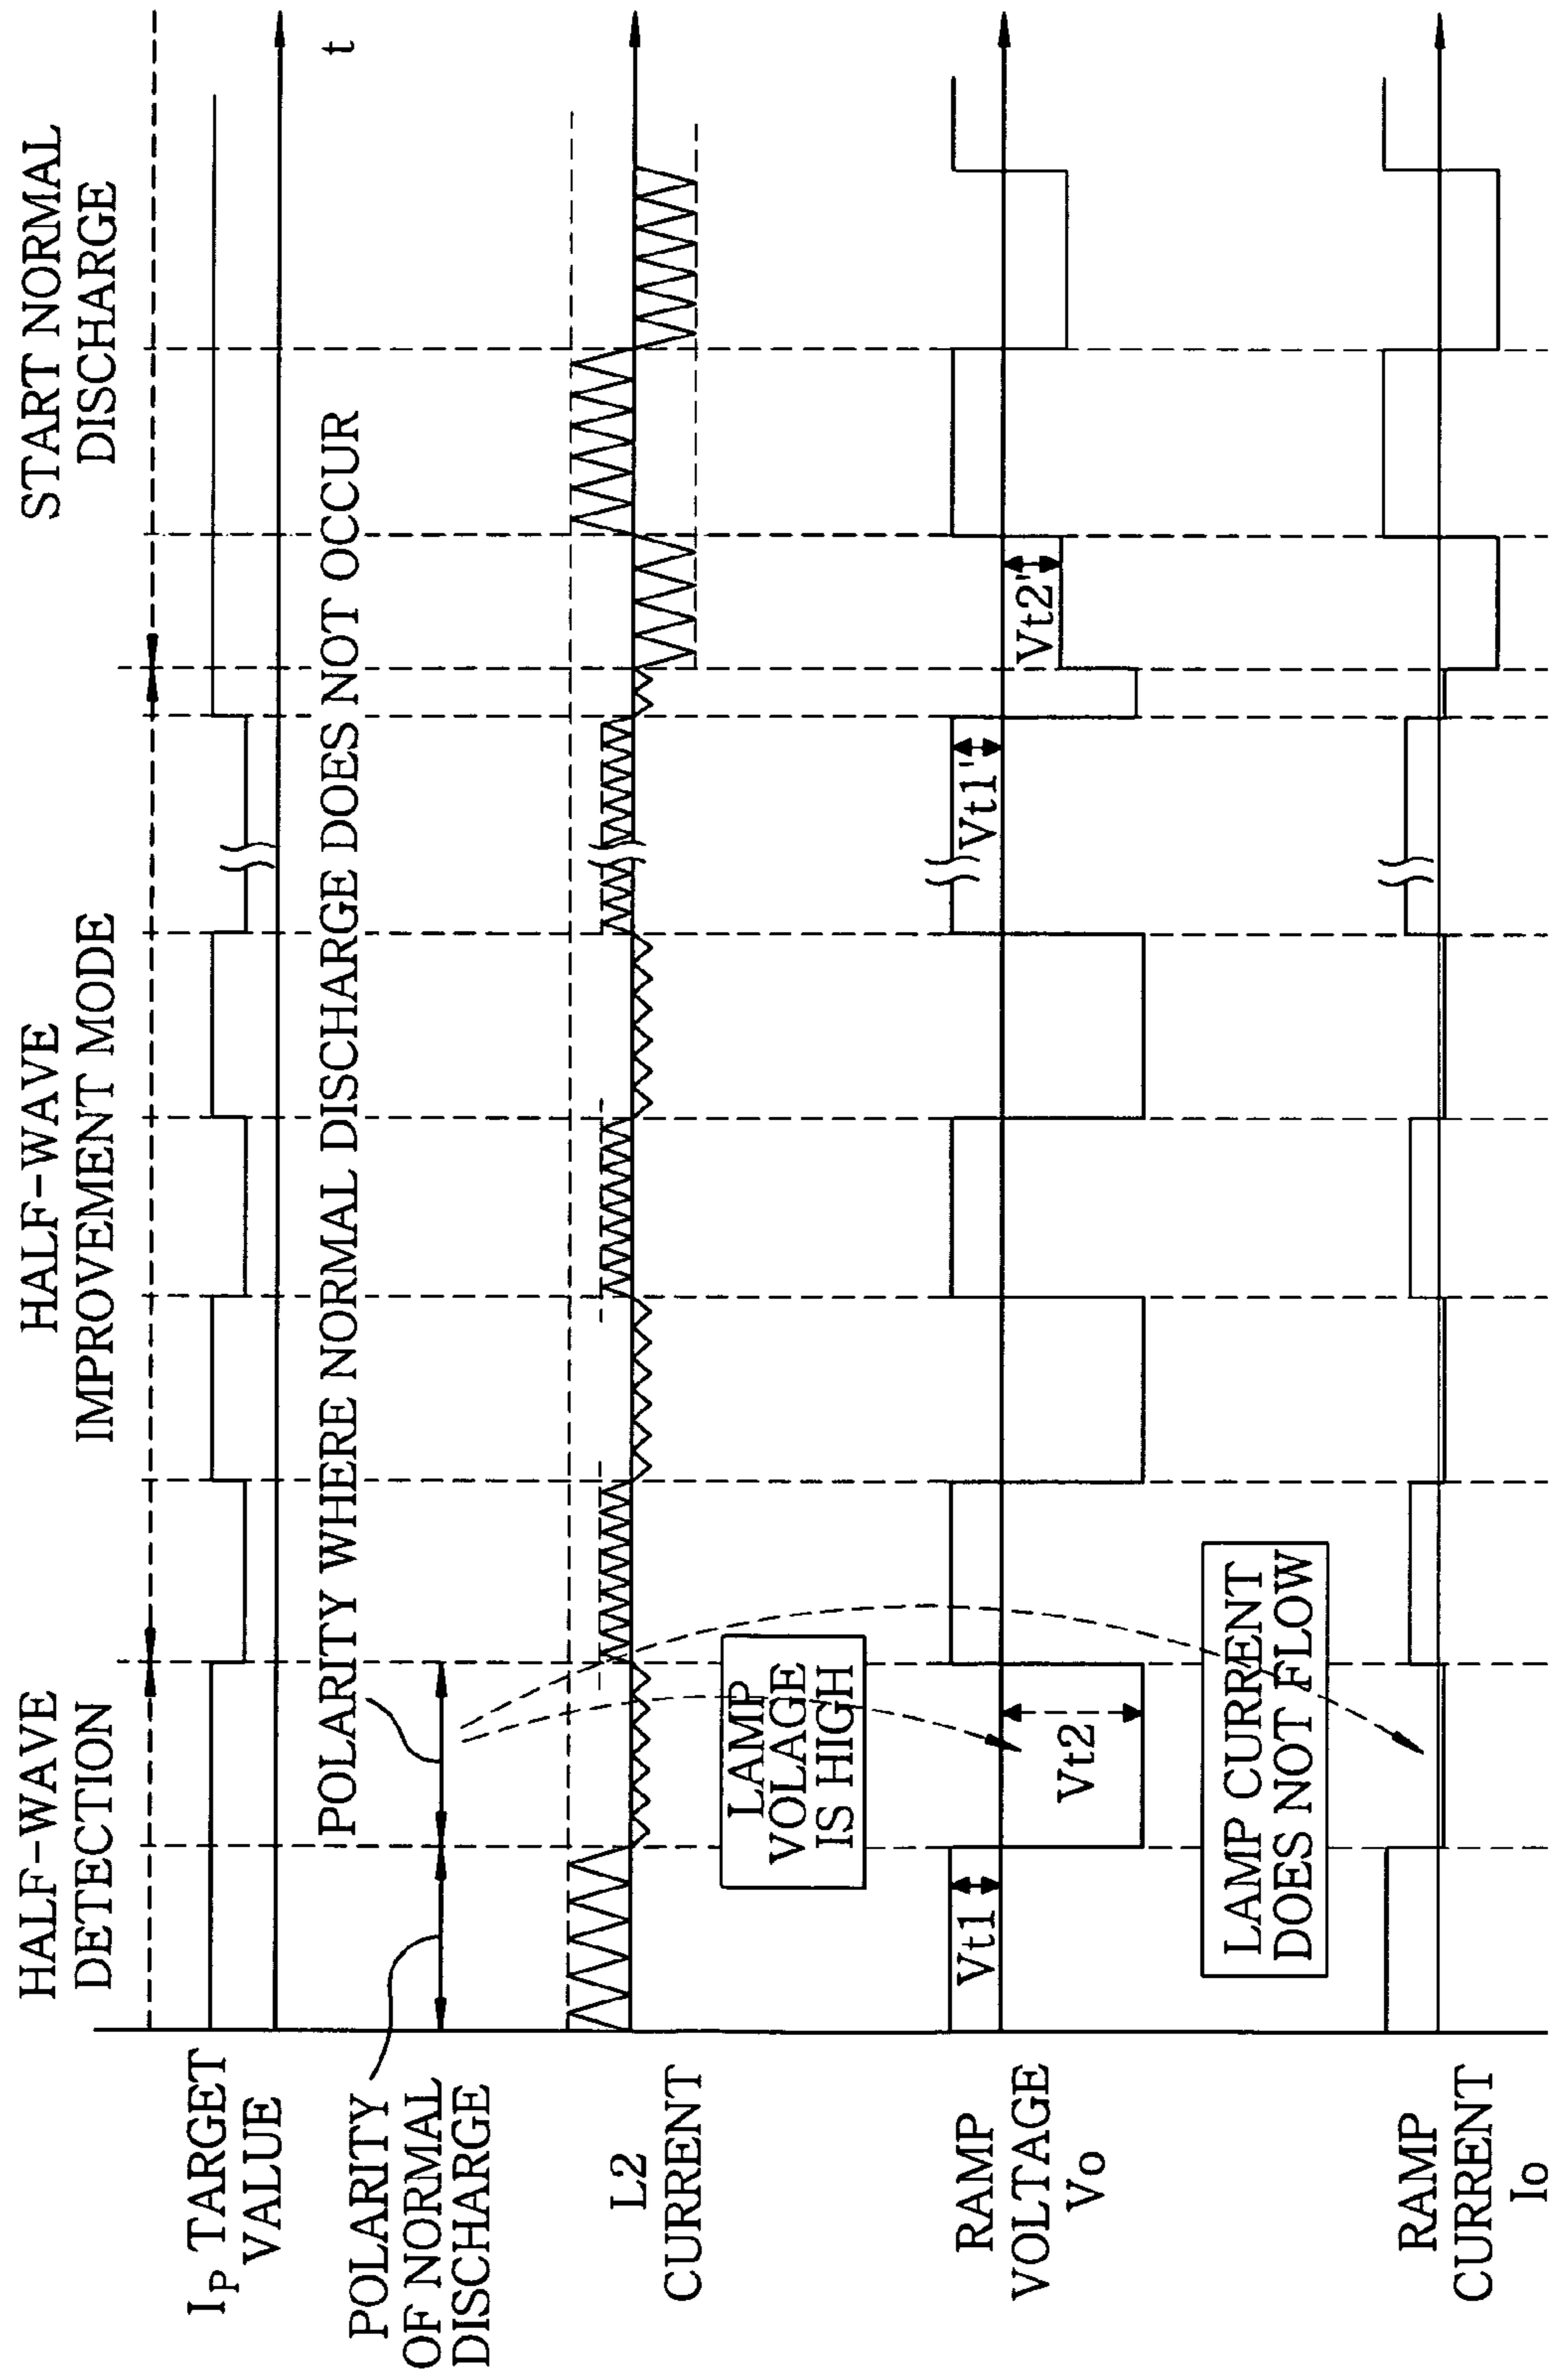 HALF-WAVE
DETECTION
HALF-WAVE
IMPROVEMENT MODE
START NORMAL
DISCHARGE
IP TARGET
VALUE
t
POLARITY WHERE NORMAL DISCHARGE DOES NOT OCCUR
POLARITY
OF NORMAL
DISCHARGE
L2
CURRENT
LAMP
VOLAGE
IS HIGH
RAMP
VOLTAGE
Vo
Vt1
Vt2
Vt1'
Vt2'
LAMP CURRENT
DOES NOT FLOW
RAMP
CURRENT
Io